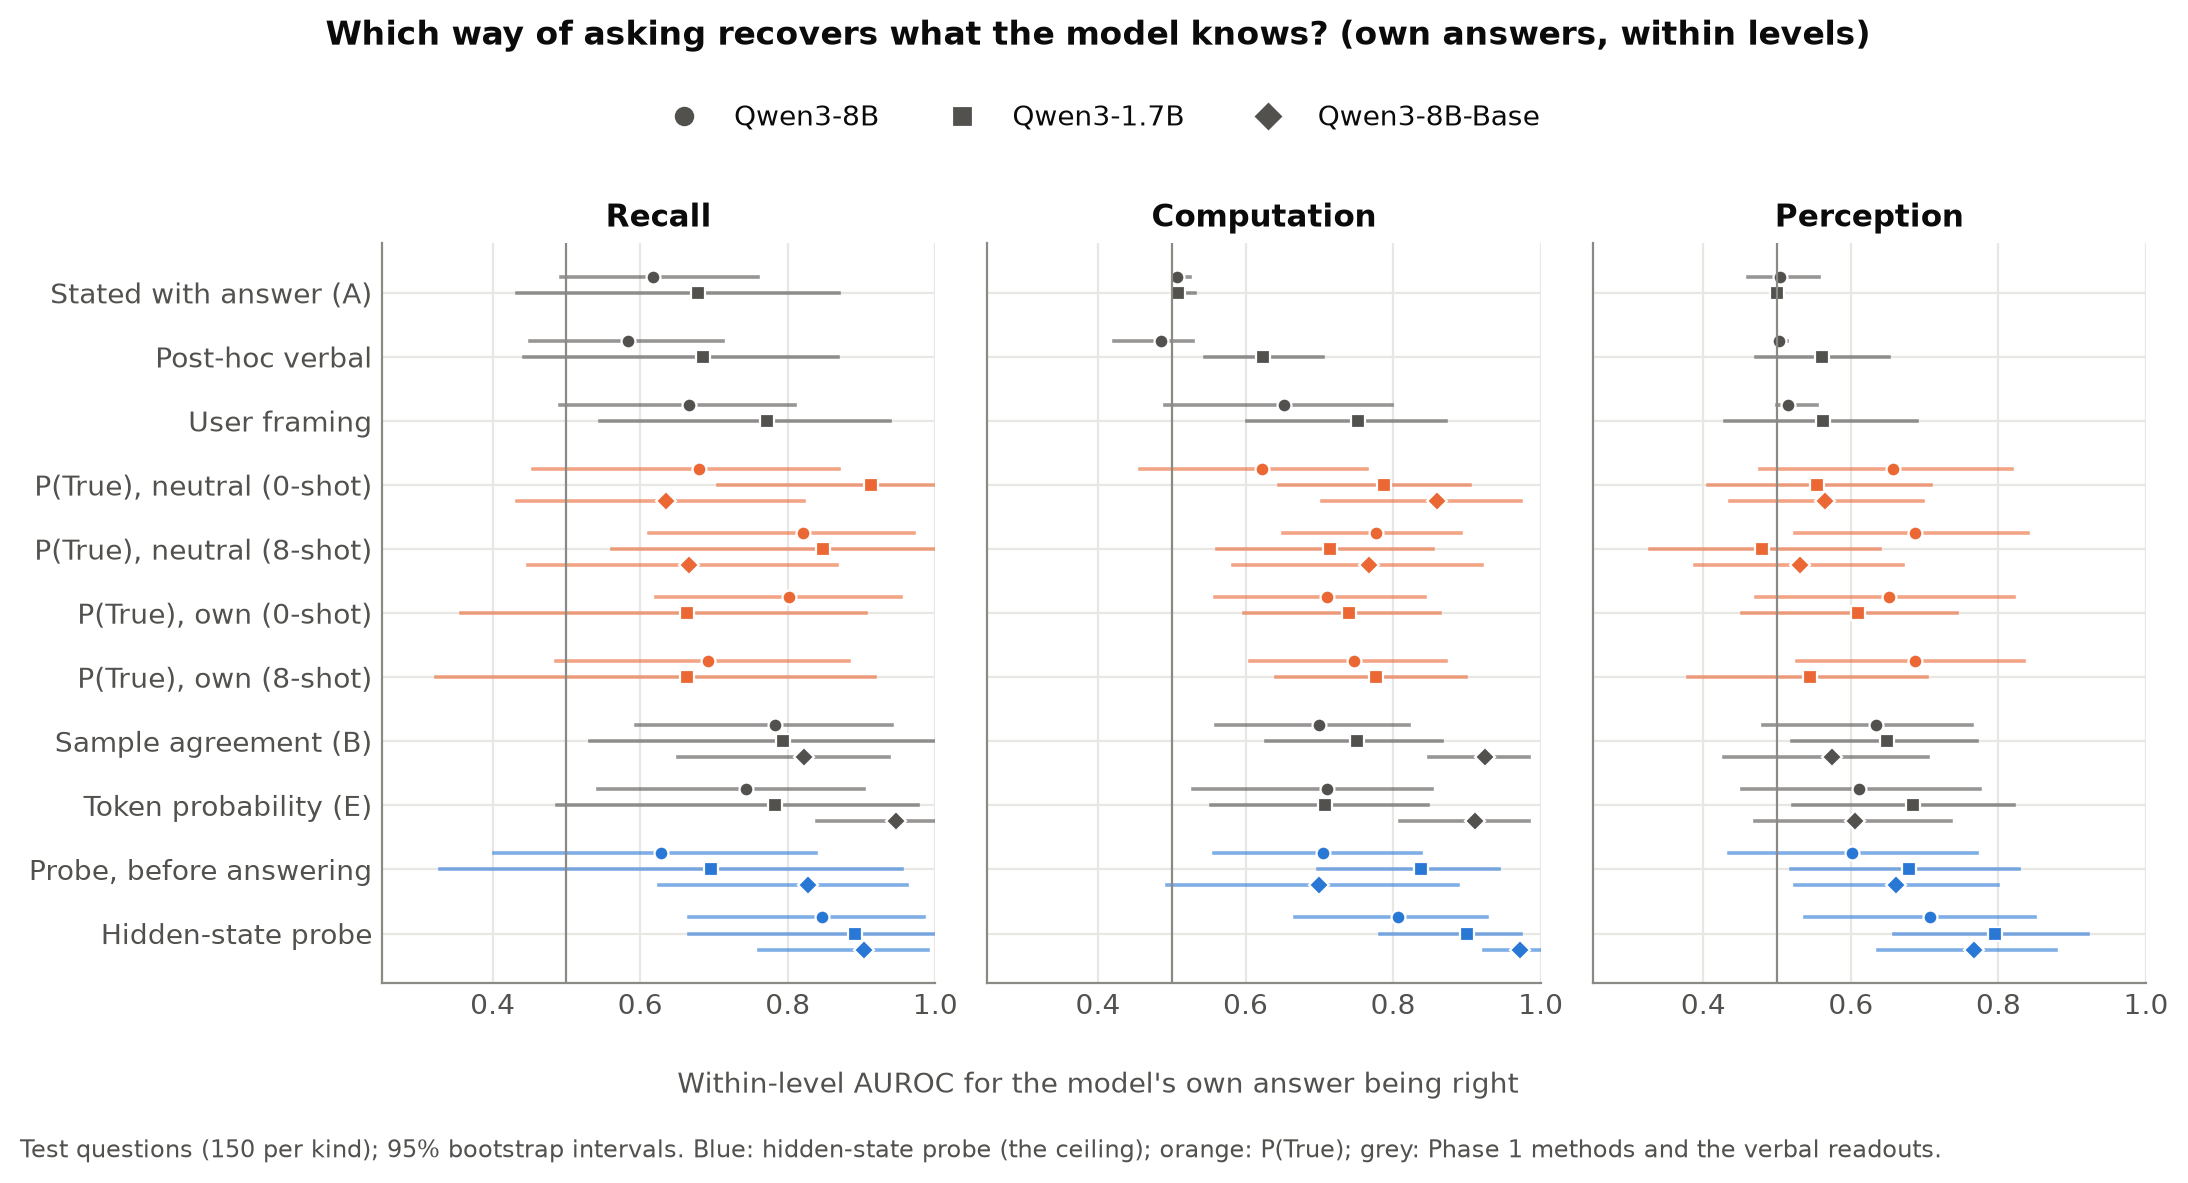 Which way of asking recovers what the model knows? (own answers, within levels)
Qwen3-8B Qwen3-1.7B Qwen3-8B-Base
Recall Computation Perception
Stated with answer (A)
Post-hoc verbal
User framing
P(True), neutral (0-shot)
P(True), neutral (8-shot)
P(True), own (0-shot)
P(True), own (8-shot)
Sample agreement (B)
Token probability (E)
Probe, before answering
Hidden-state probe
0.4 0.6 0.8 1.0 0.4 0.6 0.8 1.0 0.4 0.6 0.8 1.0
Within-level AUROC for the model's own answer being right
Test questions (150 per kind); 95% bootstrap intervals. Blue: hidden-state probe (the ceiling); orange: P(True); grey: Phase 1 methods and the verbal readouts.